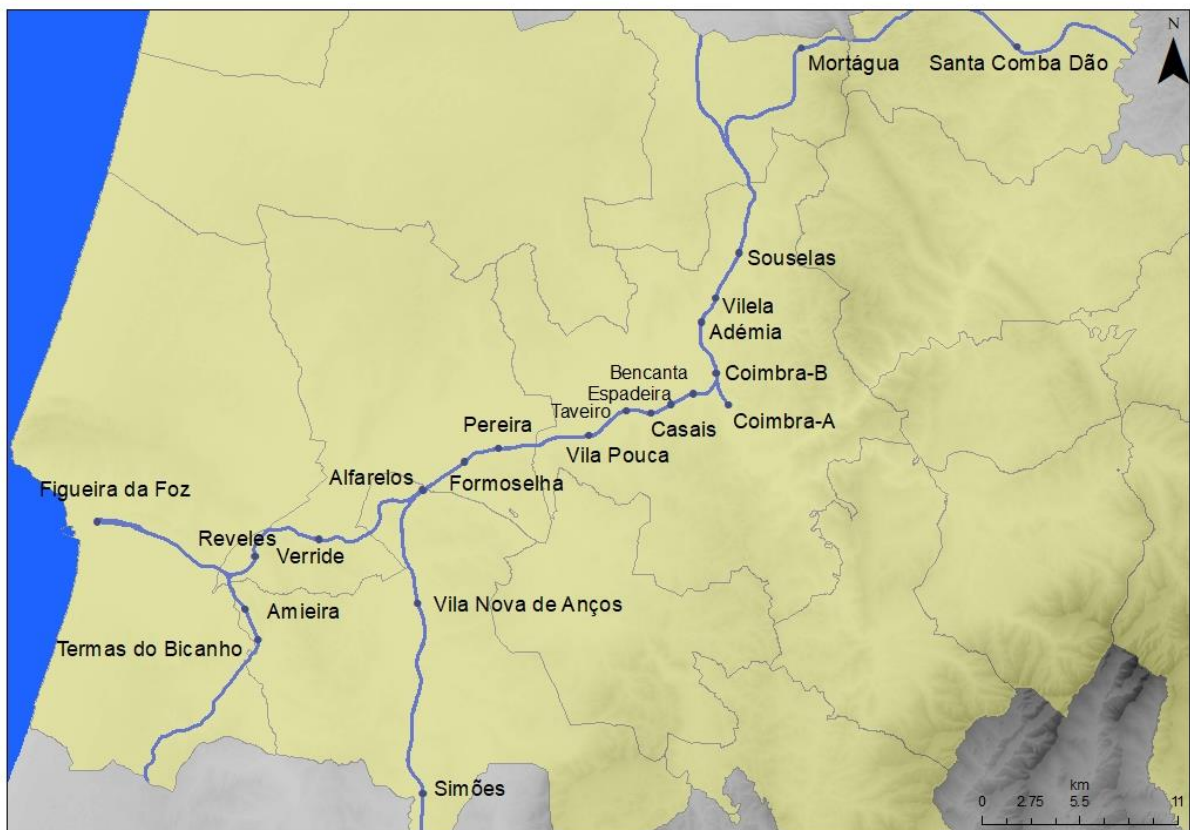 N
Mortágua
Santa Comba Dão
Souselas
Vilela
Adémia
Bencanta
Coimbra-B
Espadeira
Taveiro
Coimbra-A
Casais
Pereira
Vila Pouca
Alfarelos
Formoselha
Figueira da Foz
Reveles
Verride
Vila Nova de Anços
Amieira
Termas do Bicanho
Simões
km
0 2.75 5.5 11